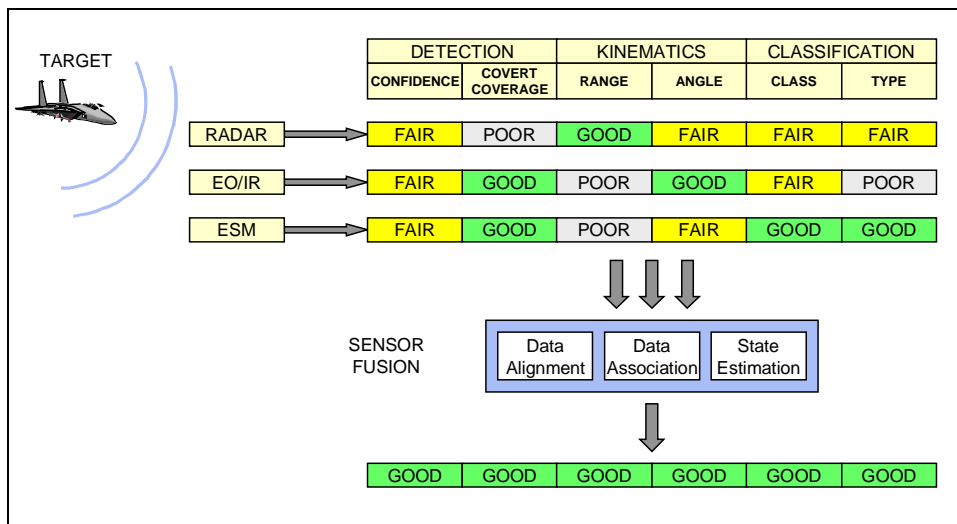 TARGET
DETECTION KINEMATICS CLASSIFICATION
CONFIDENCE COVERT COVERAGE RANGE ANGLE CLASS TYPE
RADAR FAIR POOR GOOD FAIR FAIR FAIR
EO/IR FAIR GOOD POOR GOOD FAIR POOR
ESM FAIR GOOD POOR FAIR GOOD GOOD
SENSOR
FUSION
Data
Alignment
Data
Association
State
Estimation
GOOD GOOD GOOD GOOD GOOD GOOD